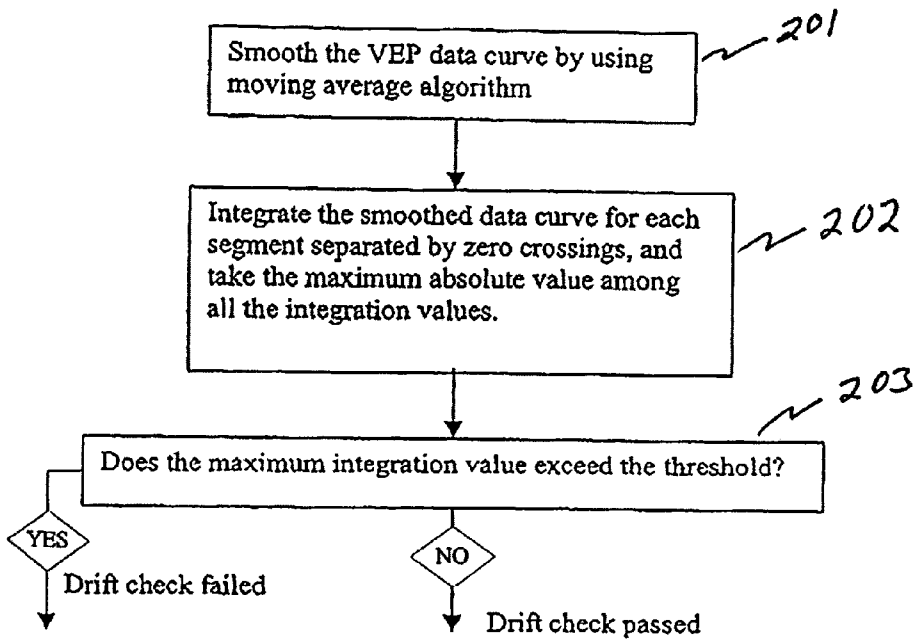 201
Smooth the VEP data curve by using
moving average algorithm
202
Integrate the smoothed data curve for each
segment separated by zero crossings, and
take the maximum absolute value among
all the integration values.
203
Does the maximum integration value exceed the threshold?
YES
NO
Drift check failed
Drift check passed